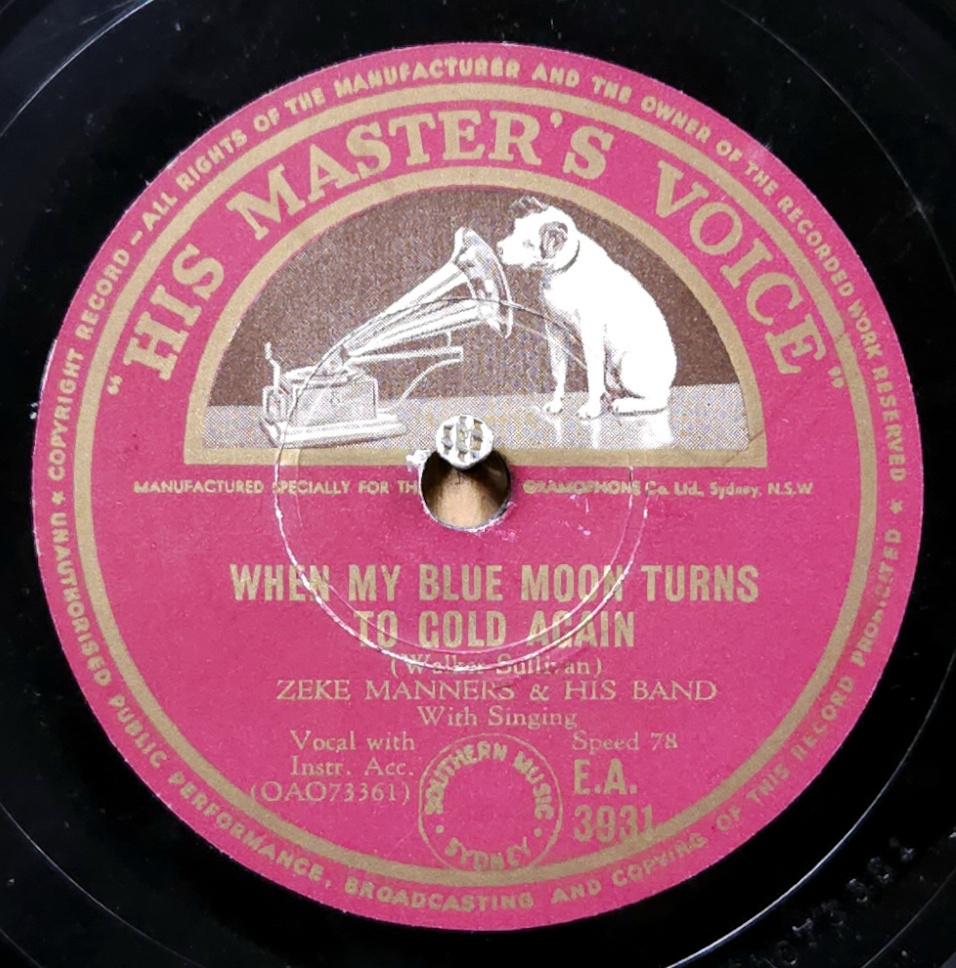 COPYRIGHT RECORD – ALL RIGHTS OF THE MANUFACTURER AND THE OWNER OF THE RECORDED WORK RESERVED ★
UNAUTHORISED PUBLIC PERFORMANCE, BROADCASTING AND COPYING OF THIS RECORD PROHIBITED ★
“HIS MASTER'S VOICE”
MANUFACTURED SPECIALLY FOR TH GRAMOPHONE Co. Ltd., Sydney, N.S.W
WHEN MY BLUE MOON TURNS
TO GOLD AGAIN
(Walker Sullivan)
ZEKE MANNERS & HIS BAND
With Singing
Vocal with
Instr. Acc.
(OAO73361)
Speed 78
E.A.
3931
SOUTHERN MUSIC
· SYDNEY ·